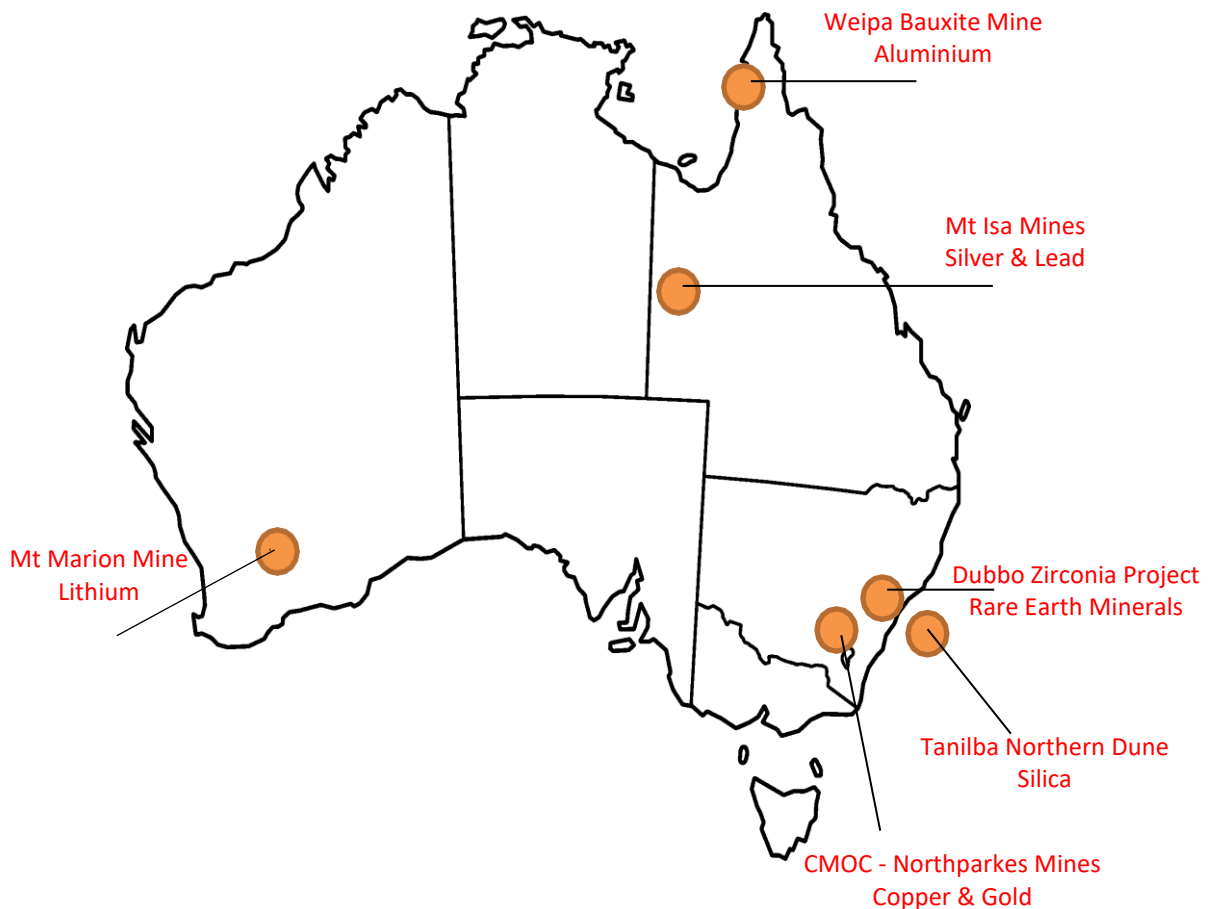 Weipa Bauxite Mine
Aluminium
Mt Isa Mines
Silver & Lead
Mt Marion Mine
Lithium
Dubbo Zirconia Project
Rare Earth Minerals
Tanilba Northern Dune
Silica
CMOC - Northparkes Mines
Copper & Gold